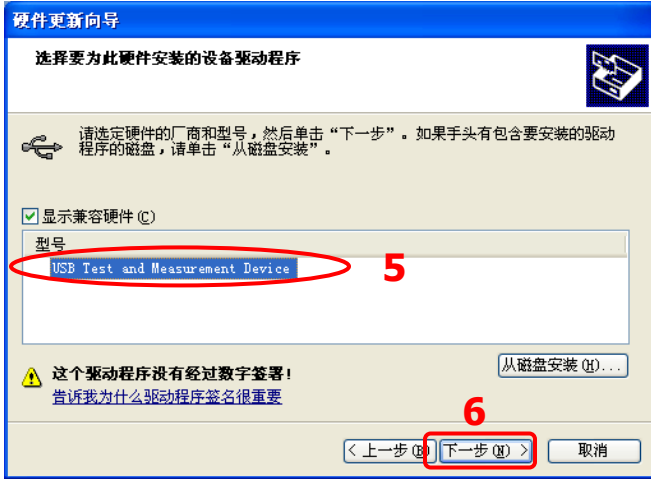 硬件更新向导
选择要为此硬件安装的设备驱动程序
请选定硬件的厂商和型号，然后单击“下一步”。如果手头有包含要安装的驱动
程序的磁盘，请单击“从磁盘安装”。
显示兼容硬件(C)
型号
USB Test and Measurement Device
5
这个驱动程序没有经过数字签署!
从磁盘安装(H)...
告诉我为什么驱动程序签名很重要
6
< 上一步(B) 下一步(N) > 取消